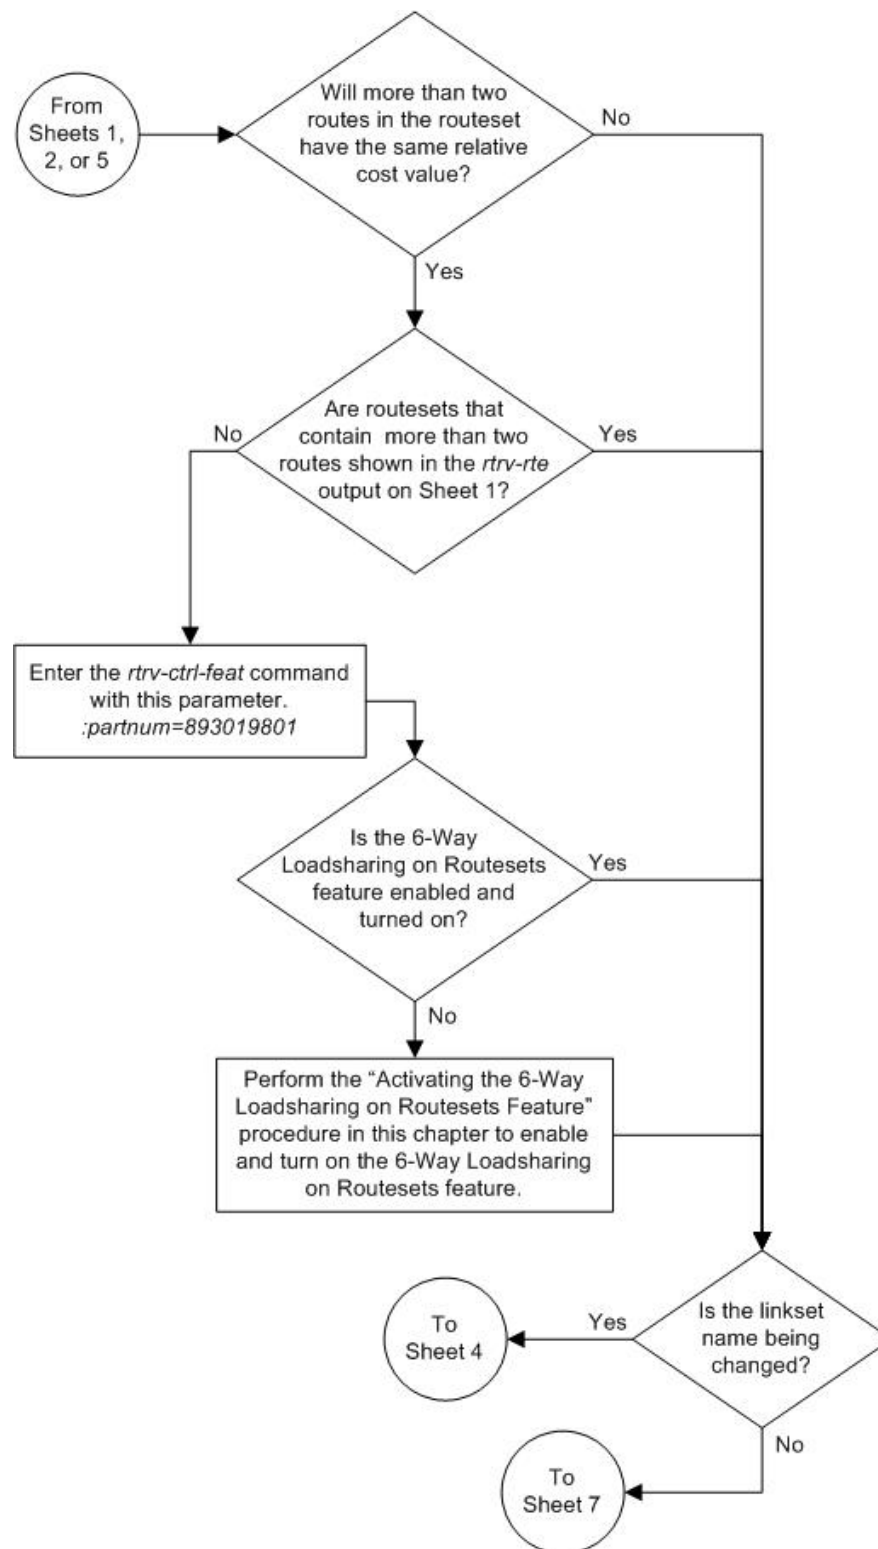 From
Sheets 1,
2, or 5
Will more than two
routes in the routeset
have the same relative
cost value?
No
Yes
Are routesets that
contain more than two
routes shown in the rtrv-rte
output on Sheet 1?
No
Yes
Enter the rtrv-ctrl-feat command
with this parameter.
:partnum=893019801
Is the 6-Way
Loadsharing on Routesets
feature enabled and
turned on?
Yes
No
Perform the “Activating the 6-Way
Loadsharing on Routesets Feature"
procedure in this chapter to enable
and turn on the 6-Way Loadsharing
on Routesets feature.
Is the linkset
name being
changed?
Yes
To
Sheet 4
No
To
Sheet 7